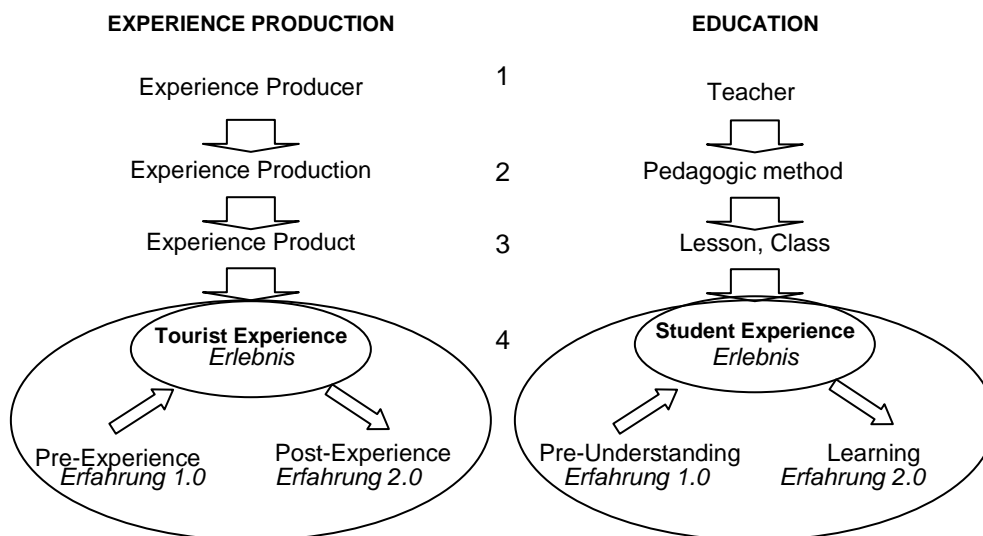 EXPERIENCE PRODUCTION
EDUCATION
1
Experience Producer
Teacher
Experience Production
2
Pedagogic method
Experience Product
3
Lesson, Class
Tourist Experience
Erlebnis
4
Student Experience
Erlebnis
Pre-Experience
Erfahrung 1.0
Post-Experience
Erfahrung 2.0
Pre-Understanding
Erfahrung 1.0
Learning
Erfahrung 2.0